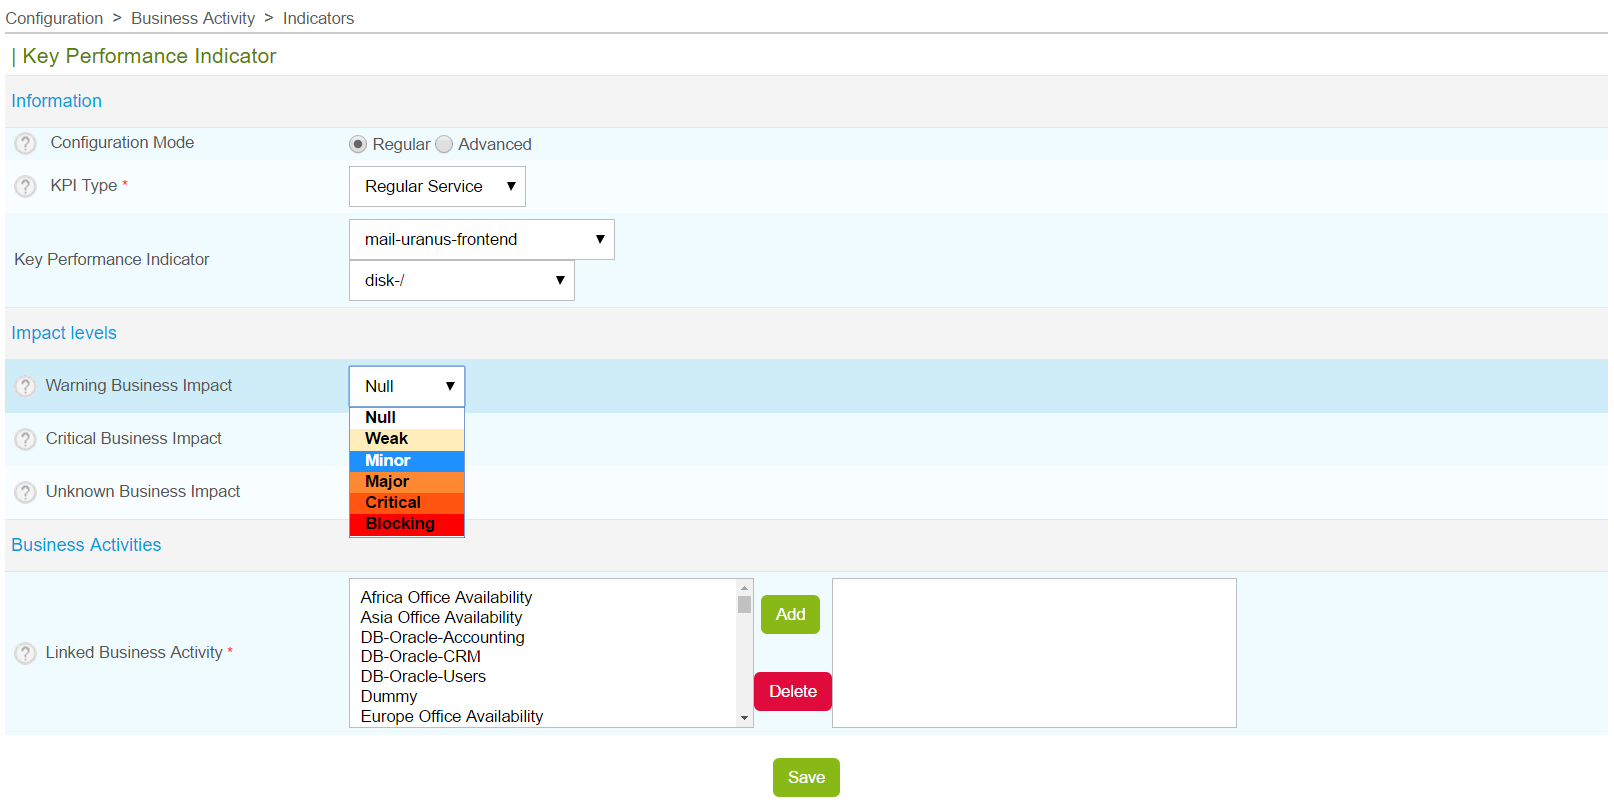 Configuration > Business Activity > Indicators
| Key Performance Indicator
Information
? Configuration Mode Regular Advanced
? KPI Type * Regular Service ▼
Key Performance Indicator
mail-uranus-frontend ▼
disk-/ ▼
Impact levels
? Warning Business Impact Null ▼
Null
Weak
Minor
Major
Critical
Blocking
? Critical Business Impact
? Unknown Business Impact
Business Activities
? Linked Business Activity *
Africa Office Availability
Asia Office Availability
DB-Oracle-Accounting
DB-Oracle-CRM
DB-Oracle-Users
Dummy
Europe Office Availability
Add
Delete
Save